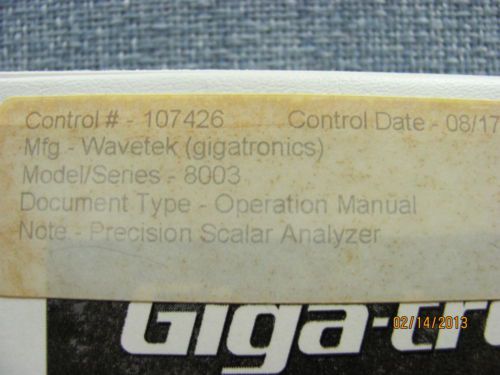 Control # - 107426 Control Date - 08/17
Mfg - Wavetek (gigatronics)
Model/Series - 8003
Document Type - Operation Manual
Note - Precision Scalar Analyzer
Giga-tr
02/14/2013